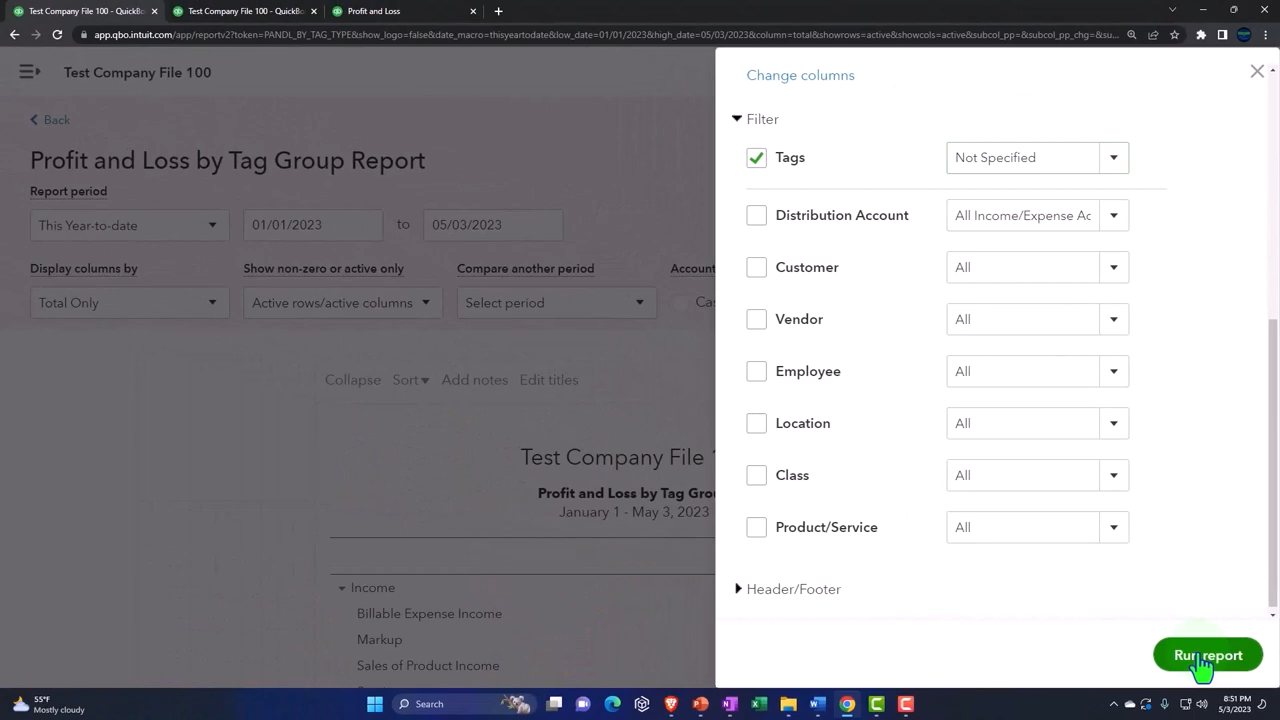 Test Company File 100 - QuickBo
Test Company File 100 - QuickBo
Profit and Loss
app.qbo.intuit.com/app/reportv2?token=PANDL_BY_TAG_TYPE&show_logo=false&date_macro=thisyeartodate&low_date=01/01/2023&high_date=05/03/2023&column=total&showrows=active&showcols=active&subcol_pp=&subcol_pp_chg=&su...
Test Company File 100
Back
Profit and Loss by Tag Group Report
Report period
This Year-to-date
01/01/2023
to
05/03/2023
Display columns by
Show non-zero or active only
Compare another period
Total Only
Active rows/active columns
Select period
Collapse Sort Add notes Edit titles
Test Company File 1
Profit and Loss by Tag Grou
January 1 - May 3, 2023
Income
Billable Expense Income
Markup
Sales of Product Income
Change columns
Filter
Tags Not Specified
Distribution Account All Income/Expense Ac
Customer All
Vendor All
Employee All
Location All
Class All
Product/Service All
Header/Footer
Run report
55°F
Mostly cloudy
Search
8:51 PM
5/3/2023